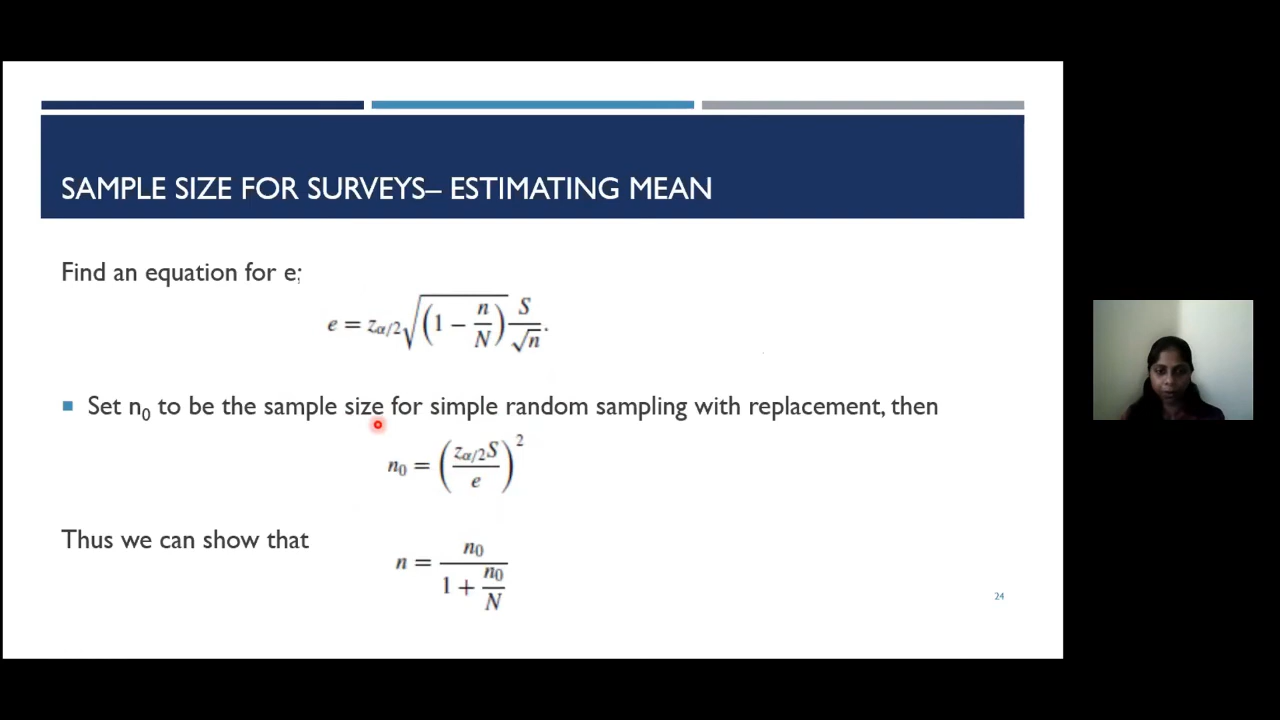 SAMPLE SIZE FOR SURVEYS– ESTIMATING MEAN
Find an equation for e;
e = z_{α/2} √(1 − n/N) S/√n.
▪ Set n₀ to be the sample size for simple random sampling with replacement, then
n₀ = (z_{α/2}S/e)²
Thus we can show that
n = n₀/(1 + n₀/N)
24